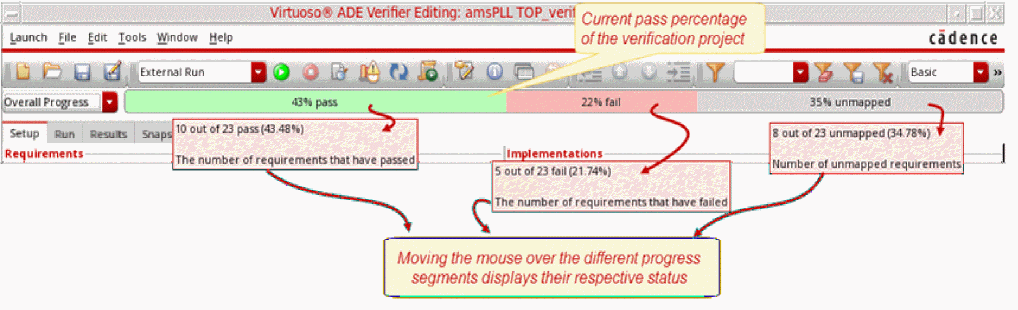 Virtuoso® ADE Verifier Editing: amsPLL TOP_verif
Current pass percentage
of the verification project
Launch File Edit Tools Window Help
cādence
External Run
Basic
»
Overall Progress
43% pass
22% fail
35% unmapped
Setup Run Results Snaps
10 out of 23 pass (43.48%)
The number of requirements that have passed
8 out of 23 unmapped (34.78%)
Number of unmapped requirements
Requirements
Implementations
5 out of 23 fail (21.74%)
The number of requirements that have failed
Moving the mouse over the different progress
segments displays their respective status